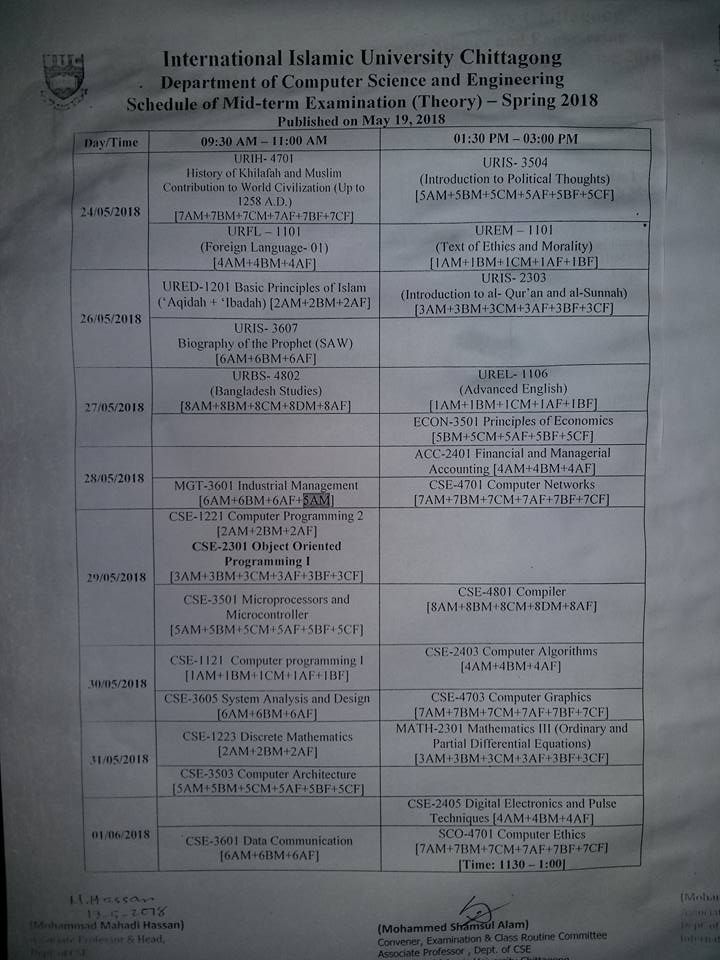 International Islamic University Chittagong
Department of Computer Science and Engineering
Schedule of Mid-term Examination (Theory) – Spring 2018
Published on May 19, 2018
Day/Time
09:30 AM – 11:00 AM
01:30 PM – 03:00 PM
24/05/2018
URIH- 4701
History of Khilafah and Muslim
Contribution to World Civilization (Up to
1258 A.D.)
[7AM+7BM+7CM+7AF+7BF+7CF]
URIS- 3504
(Introduction to Political Thoughts)
[5AM+5BM+5CM+5AF+5BF+5CF]
URFL – 1101
(Foreign Language- 01)
[4AM+4BM+4AF]
UREM – 1101
(Text of Ethics and Morality)
[1AM+1BM+1CM+1AF+1BF]
26/05/2018
URED-1201 Basic Principles of Islam
(‘Aqidah + ‘Ibadah) [2AM+2BM+2AF]
URIS- 2303
(Introduction to al- Qur’an and al-Sunnah)
[3AM+3BM+3CM+3AF+3BF+3CF]
URIS- 3607
Biography of the Prophet (SAW)
[6AM+6BM+6AF]
27/05/2018
URBS- 4802
(Bangladesh Studies)
[8AM+8BM+8CM+8DM+8AF]
UREL- 1106
(Advanced English)
[1AM+1BM+1CM+1AF+1BF]
ECON-3501 Principles of Economics
[5BM+5CM+5AF+5BF+5CF]
28/05/2018
ACC-2401 Financial and Managerial
Accounting [4AM+4BM+4AF]
MGT-3601 Industrial Management
[6AM+6BM+6AF+5AM]
CSE-4701 Computer Networks
[7AM+7BM+7CM+7AF+7BF+7CF]
29/05/2018
CSE-1221 Computer Programming 2
[2AM+2BM+2AF]
CSE-2301 Object Oriented
Programming I
[3AM+3BM+3CM+3AF+3BF+3CF]
CSE-3501 Microprocessors and
Microcontroller
[5AM+5BM+5CM+5AF+5BF+5CF]
CSE-4801 Compiler
[8AM+8BM+8CM+8DM+8AF]
30/05/2018
CSE-1121 Computer programming I
[1AM+1BM+1CM+1AF+1BF]
CSE-2403 Computer Algorithms
[4AM+4BM+4AF]
CSE-3605 System Analysis and Design
[6AM+6BM+6AF]
CSE-4703 Computer Graphics
[7AM+7BM+7CM+7AF+7BF+7CF]
31/05/2018
CSE-1223 Discrete Mathematics
[2AM+2BM+2AF]
MATH-2301 Mathematics III (Ordinary and
Partial Differential Equations)
[3AM+3BM+3CM+3AF+3BF+3CF]
CSE-3503 Computer Architecture
[5AM+5BM+5CM+5AF+5BF+5CF]
01/06/2018
CSE-2405 Digital Electronics and Pulse
Techniques [4AM+4BM+4AF]
CSE-3601 Data Communication
[6AM+6BM+6AF]
SCO-4701 Computer Ethics
[7AM+7BM+7CM+7AF+7BF+7CF]
[Time: 1130 – 1:00]
M.Hassan
(Mohammad Mahadi Hassan)
Professor & Head,
Dept of CSE
(Mohammed Shamsul Alam)
Convener, Examination & Class Routine Committee
Associate Professor , Dept. of CSE
University Chittagong